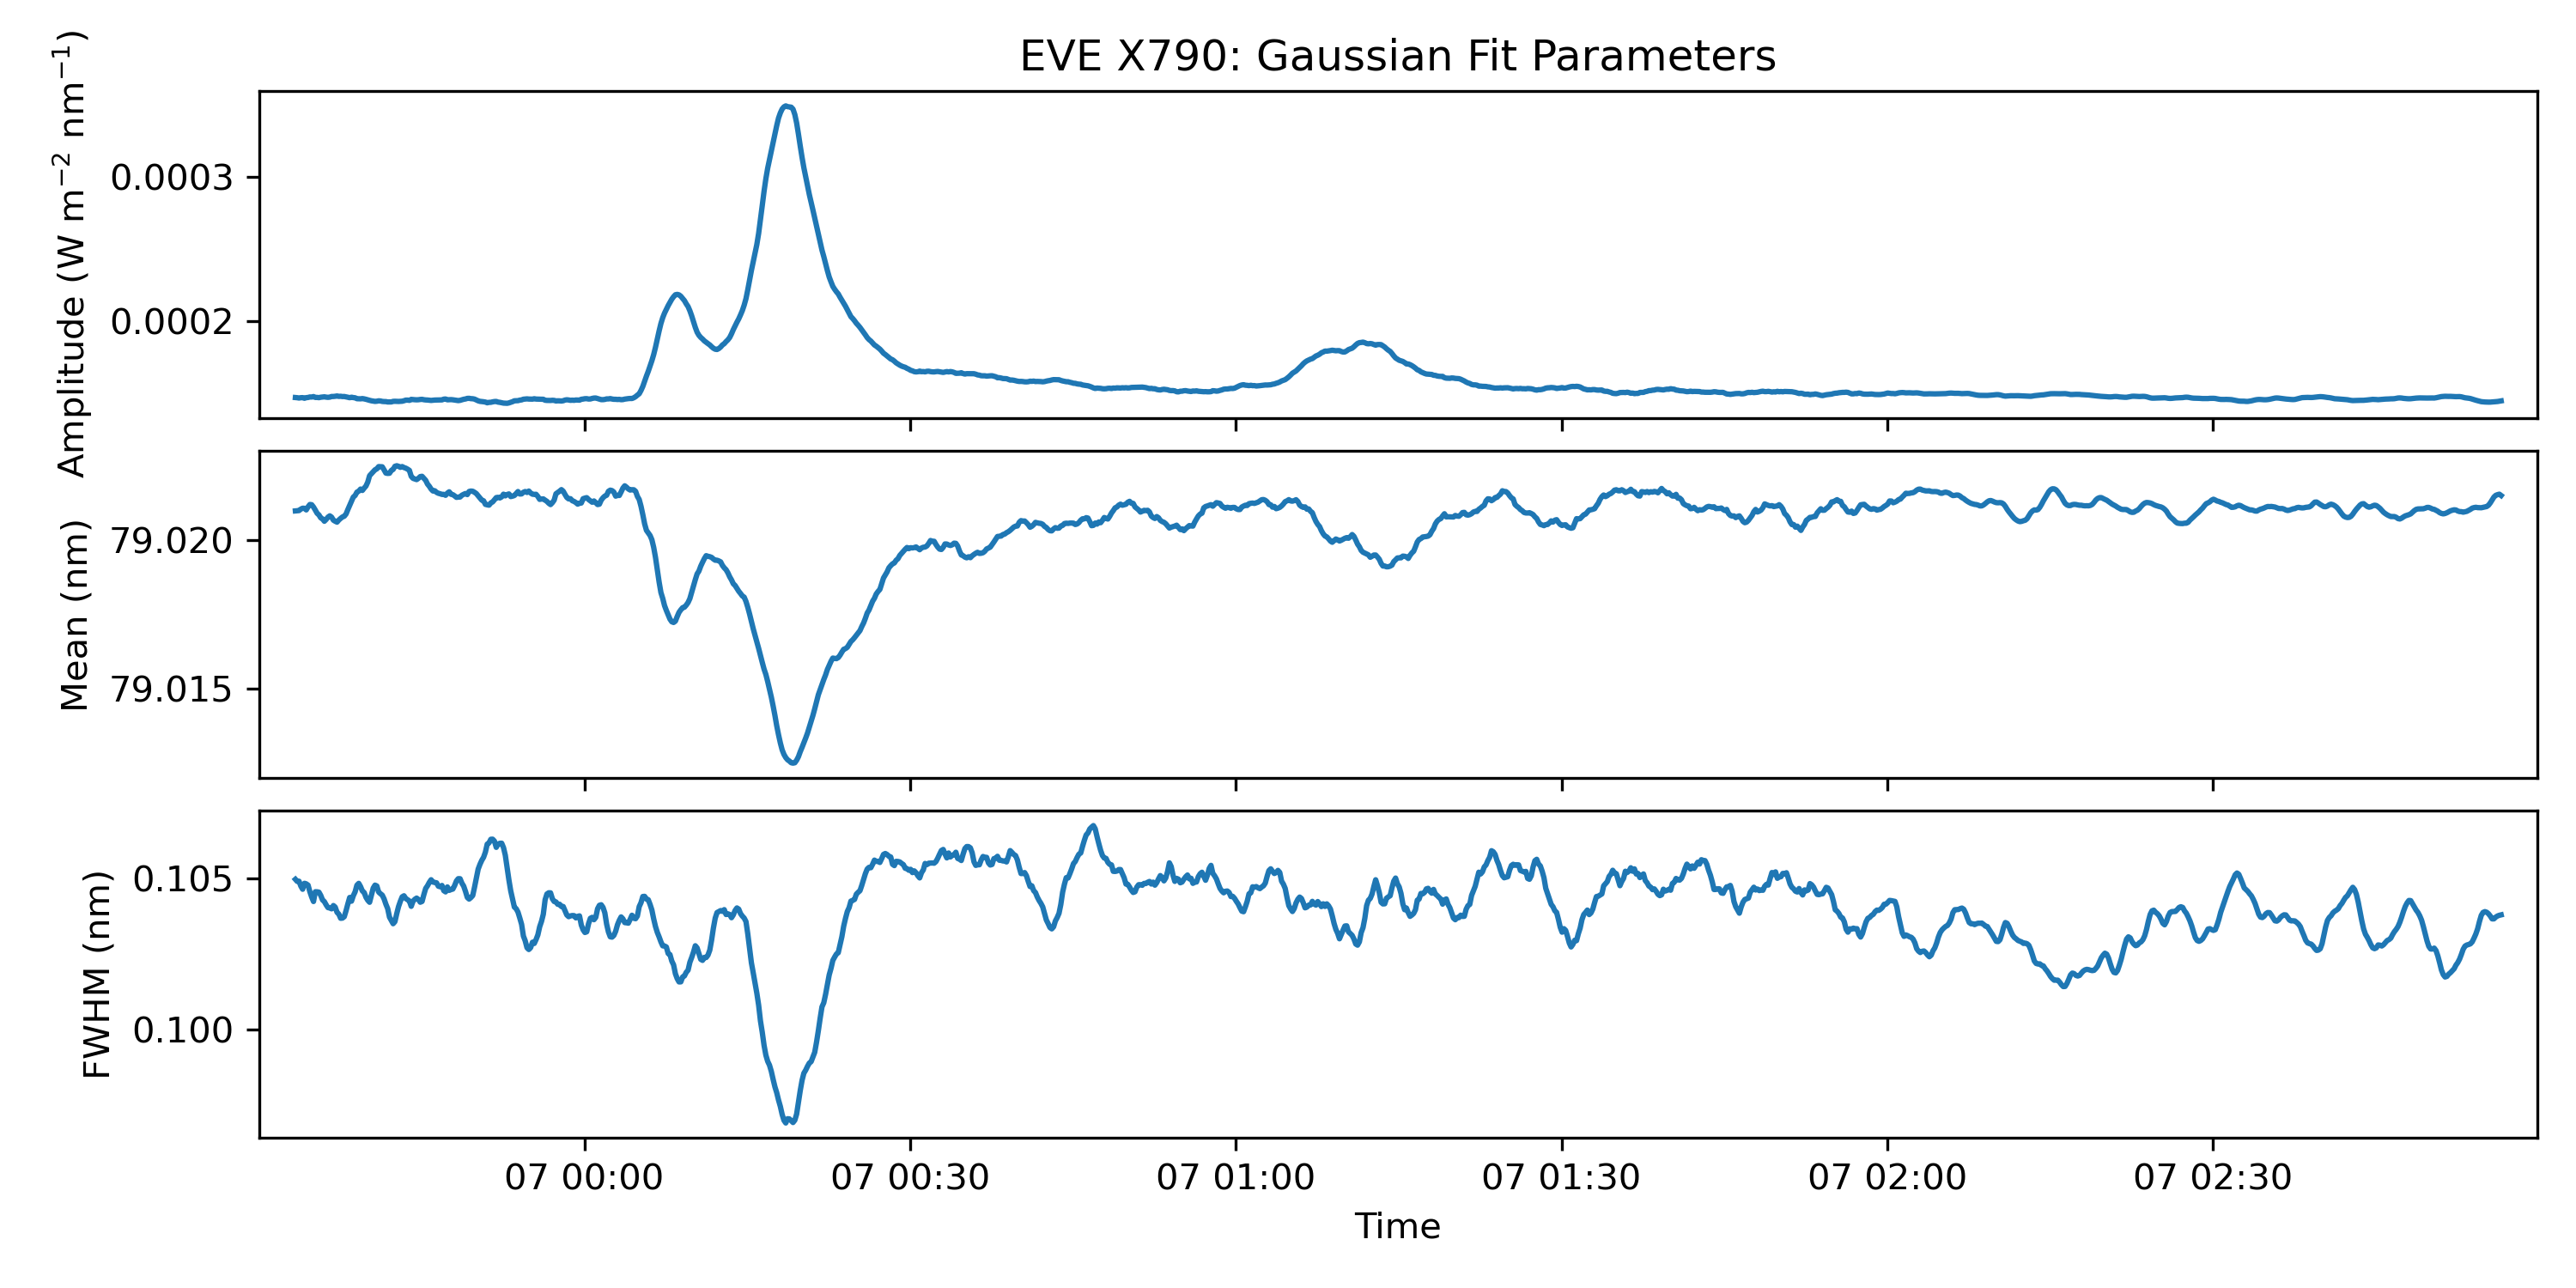 EVE X790: Gaussian Fit Parameters
Amplitude (W m⁻² nm⁻¹)
0.0003
0.0002
Mean (nm)
79.020
79.015
FWHM (nm)
0.105
0.100
07 00:00 07 00:30 07 01:00 07 01:30 07 02:00 07 02:30
Time